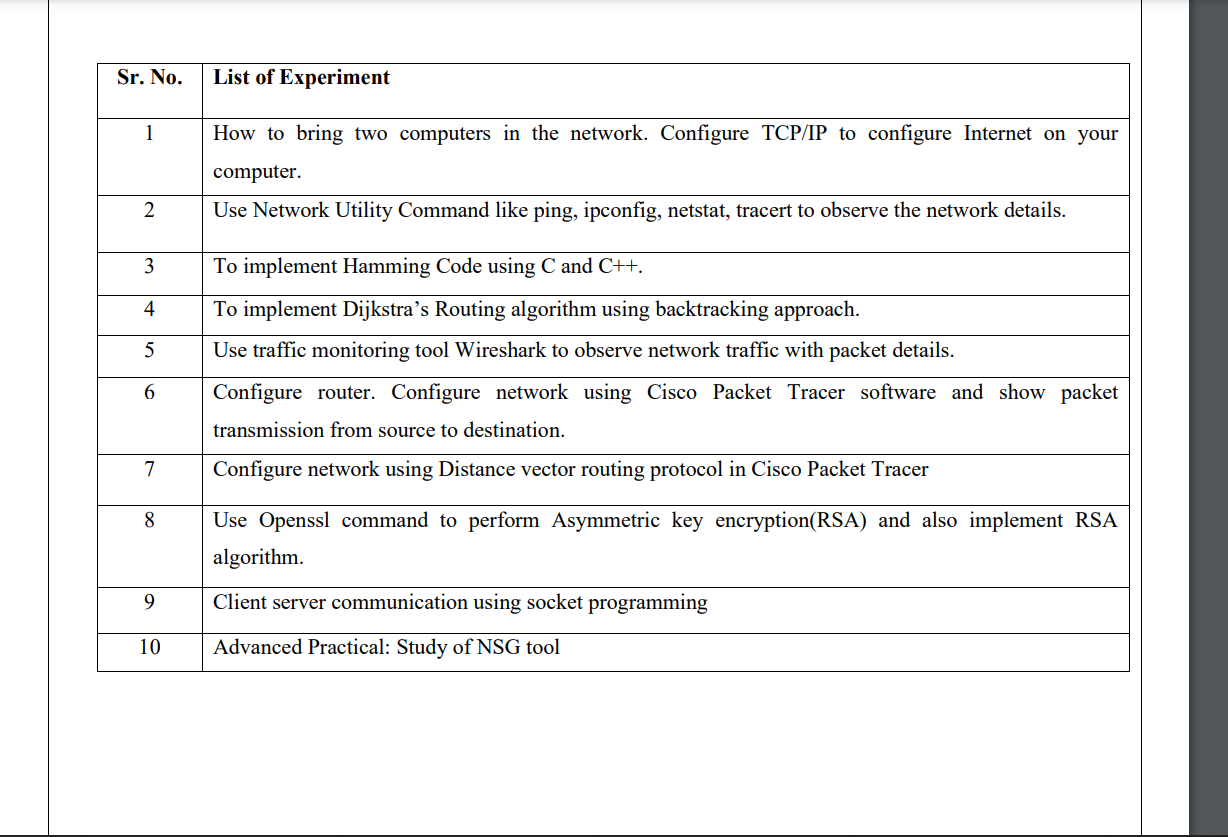 Sr. No. List of Experiment
1 How to bring two computers in the network. Configure TCP/IP to configure Internet on your
computer.
2 Use Network Utility Command like ping, ipconfig, netstat, tracert to observe the network details.
3 To implement Hamming Code using C and C++.
4 To implement Dijkstra’s Routing algorithm using backtracking approach.
5 Use traffic monitoring tool Wireshark to observe network traffic with packet details.
6 Configure router. Configure network using Cisco Packet Tracer software and show packet
transmission from source to destination.
7 Configure network using Distance vector routing protocol in Cisco Packet Tracer
8 Use Openssl command to perform Asymmetric key encryption(RSA) and also implement RSA
algorithm.
9 Client server communication using socket programming
10 Advanced Practical: Study of NSG tool